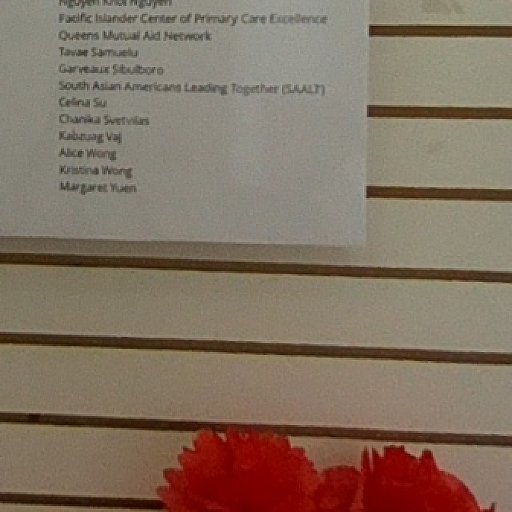 Nguyen Khoi Nguyen
Pacific Islander Center of Primary Care Excellence
Queens Mutual Aid Network
Tavae Samuelu
Garveaux Sibulboro
South Asian Americans Leading Together (SAALT)
Celina Su
Chanika Svetvilas
Kabzuag Vaj
Alice Wong
Kristina Wong
Margaret Yuen